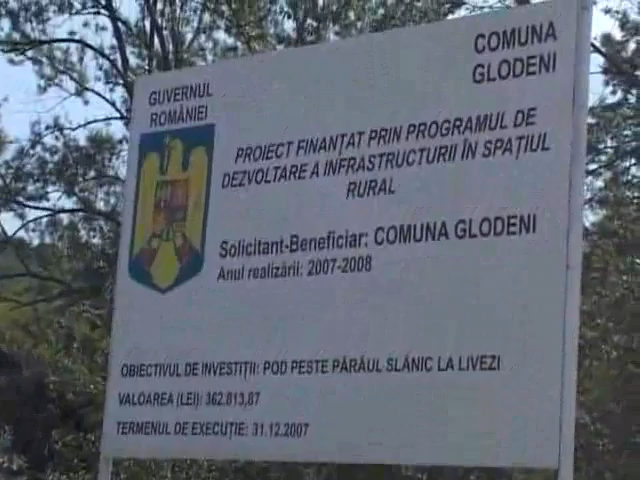 GUVERNUL
ROMÂNIEI
COMUNA
GLODENI
PROIECT FINANȚAT PRIN PROGRAMUL DE
DEZVOLTARE A INFRASTRUCTURII ÎN SPAȚIUL
RURAL
Solicitant-Beneficiar: COMUNA GLODENI
Anul realizării: 2007-2008
OBIECTIVUL DE INVESTIȚII: POD PESTE PÂRÂUL SLĂNIC LA LIVEZI
VALOAREA (LEI): 362.813,87
TERMENUL DE EXECUȚIE: 31.12.2007